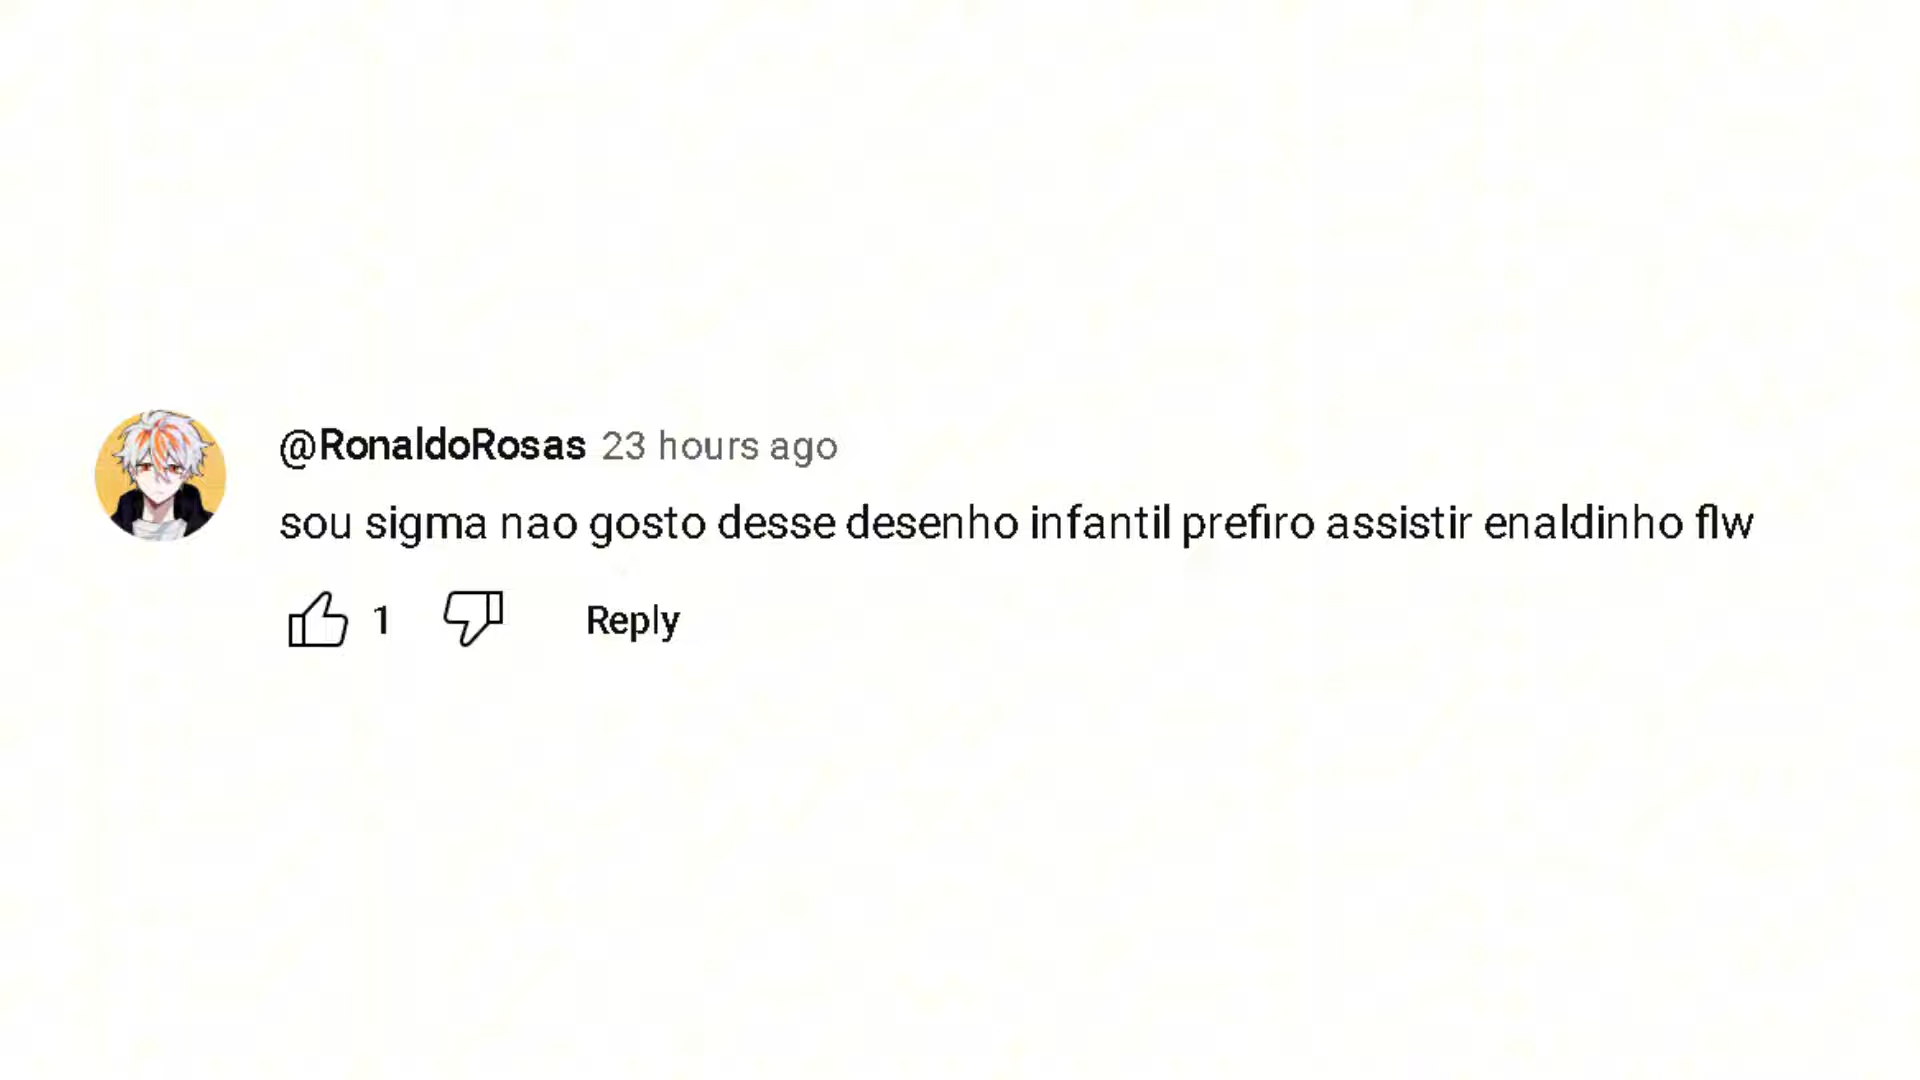 @RonaldoRosas 23 hours ago
sou sigma nao gosto desse desenho infantil prefiro assistir enaldinho flw
1 Reply